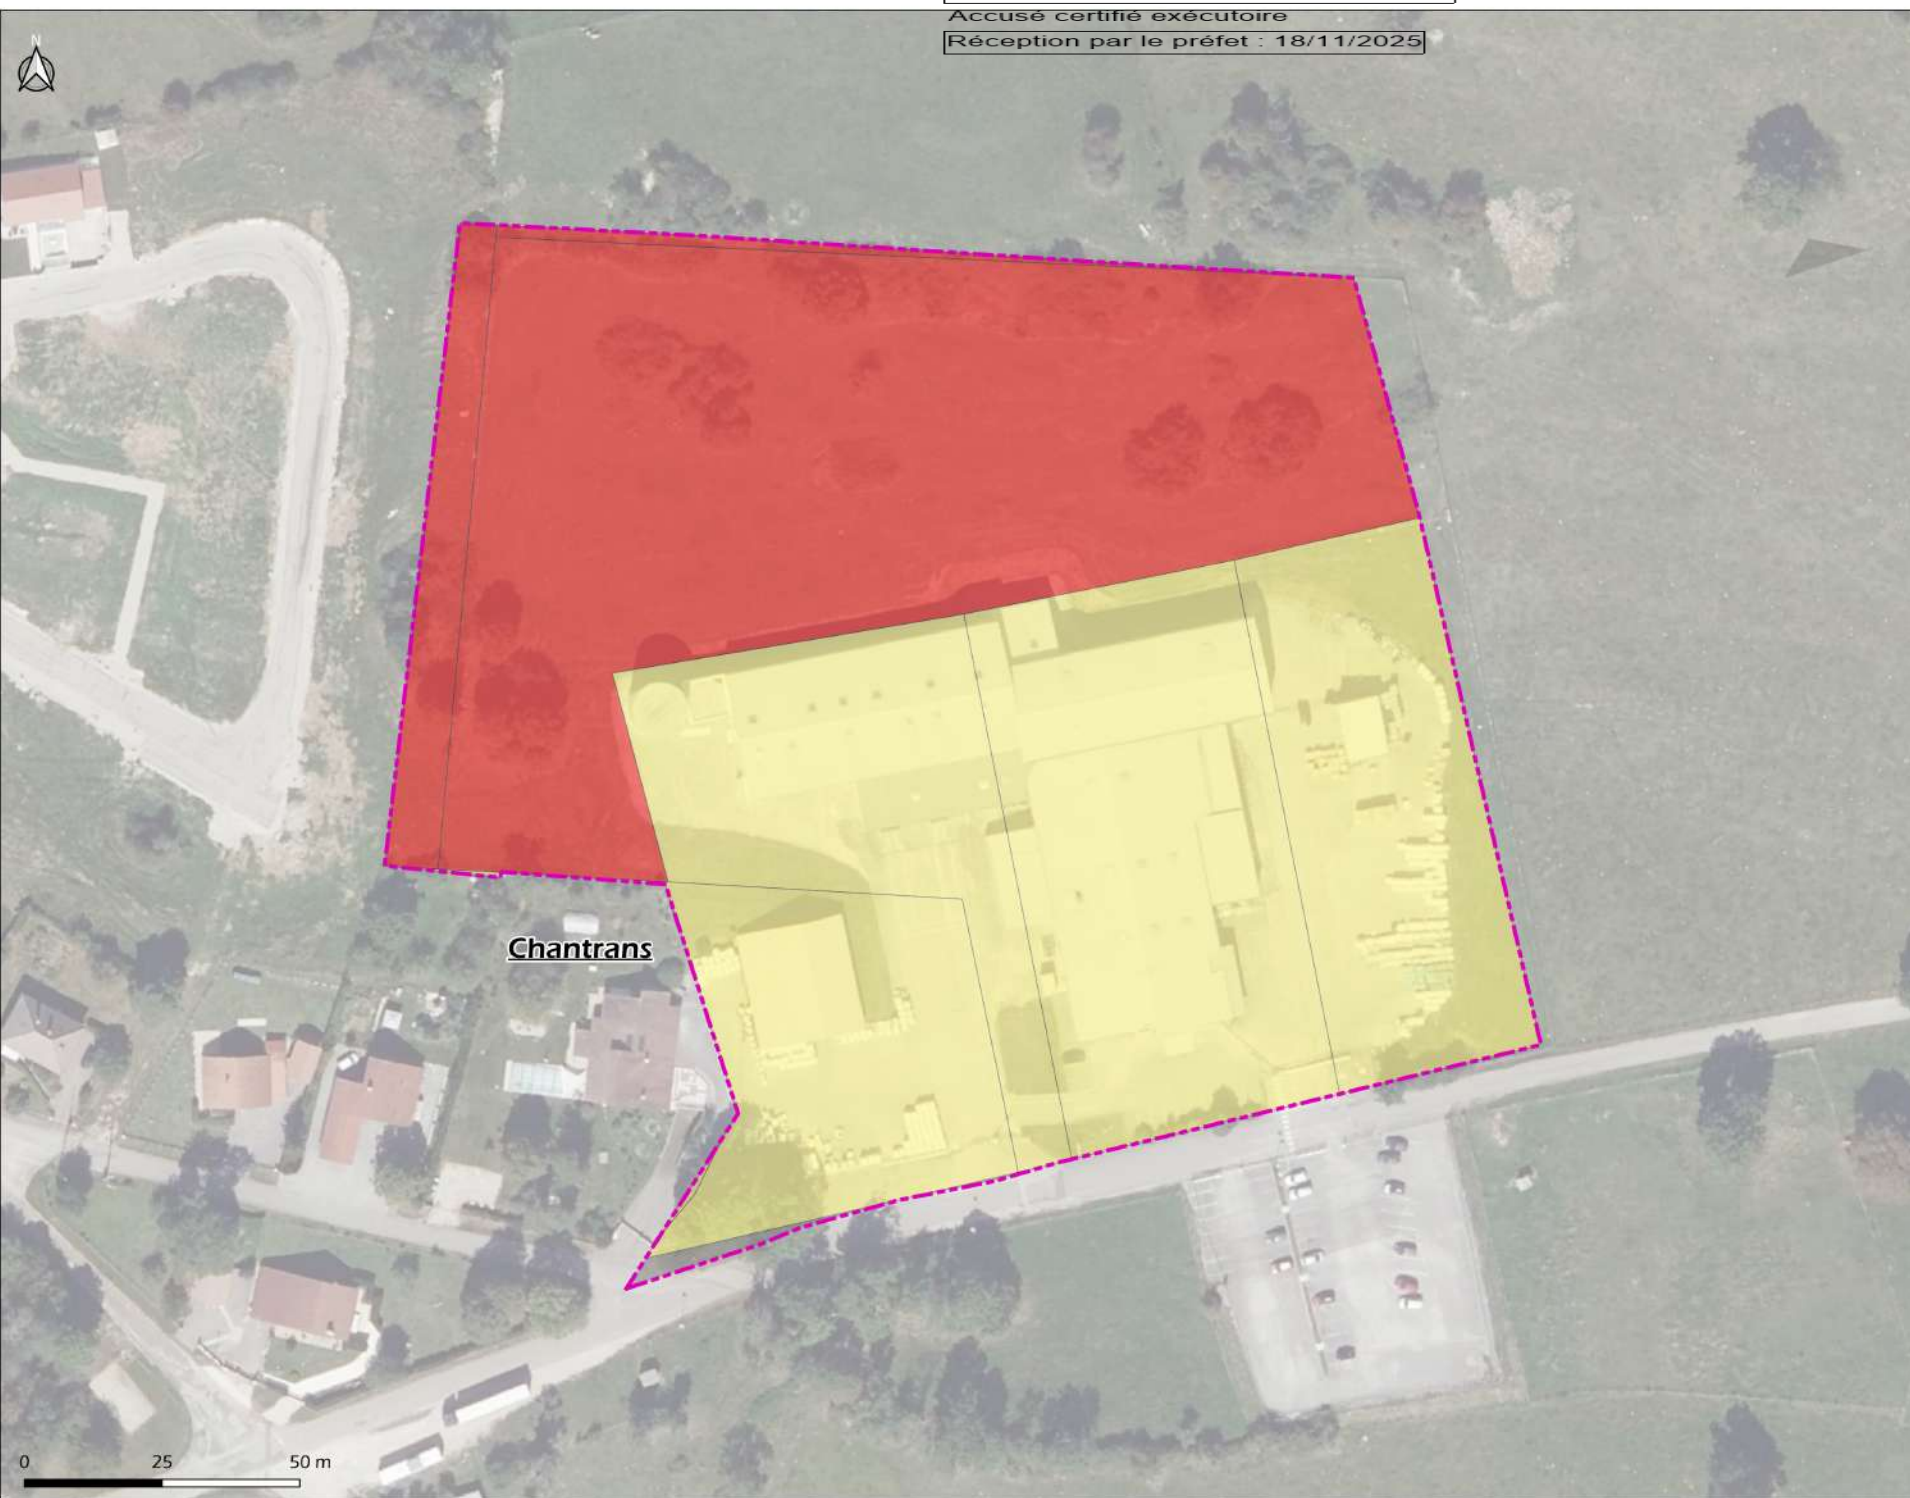 Accusé certifié exécutoire
Réception par le préfet : 18/11/2025
N
Chantrans
0 25 50 m